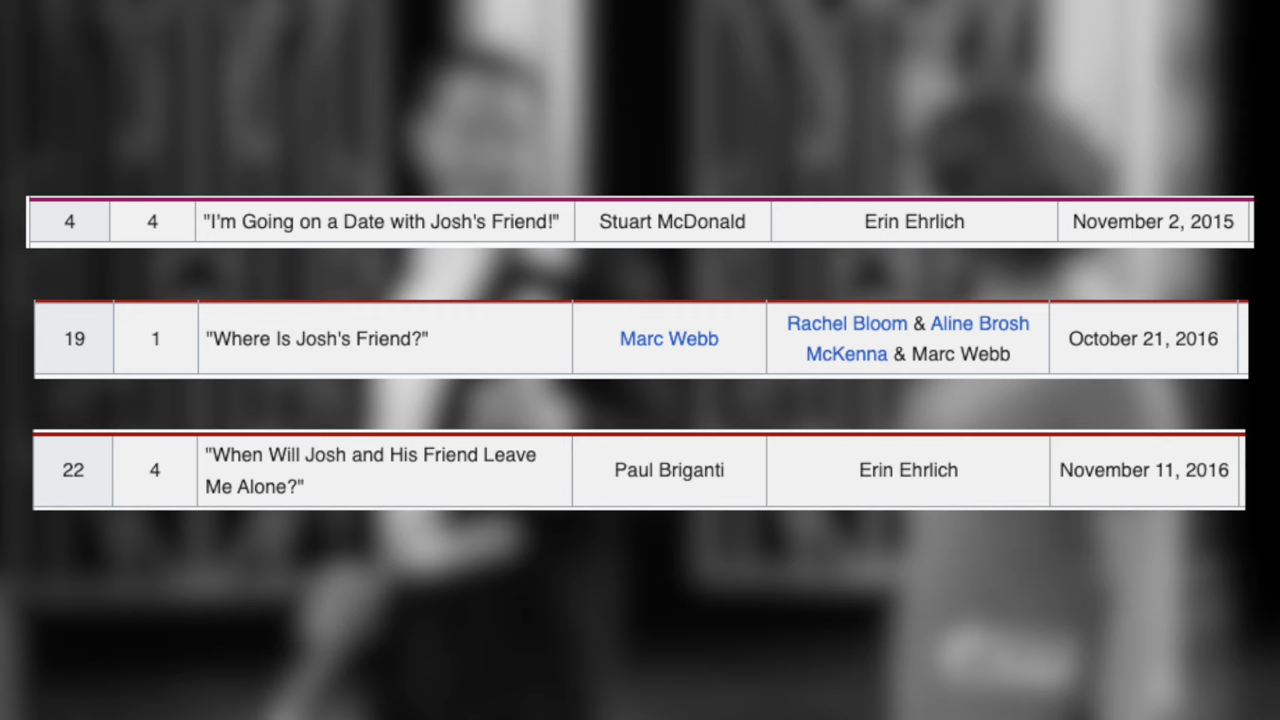 4 4 "I'm Going on a Date with Josh's Friend!" Stuart McDonald Erin Ehrlich November 2, 2015
19 1 "Where Is Josh's Friend?" Marc Webb Rachel Bloom & Aline Brosh
McKenna & Marc Webb October 21, 2016
22 4 "When Will Josh and His Friend Leave
Me Alone?" Paul Briganti Erin Ehrlich November 11, 2016